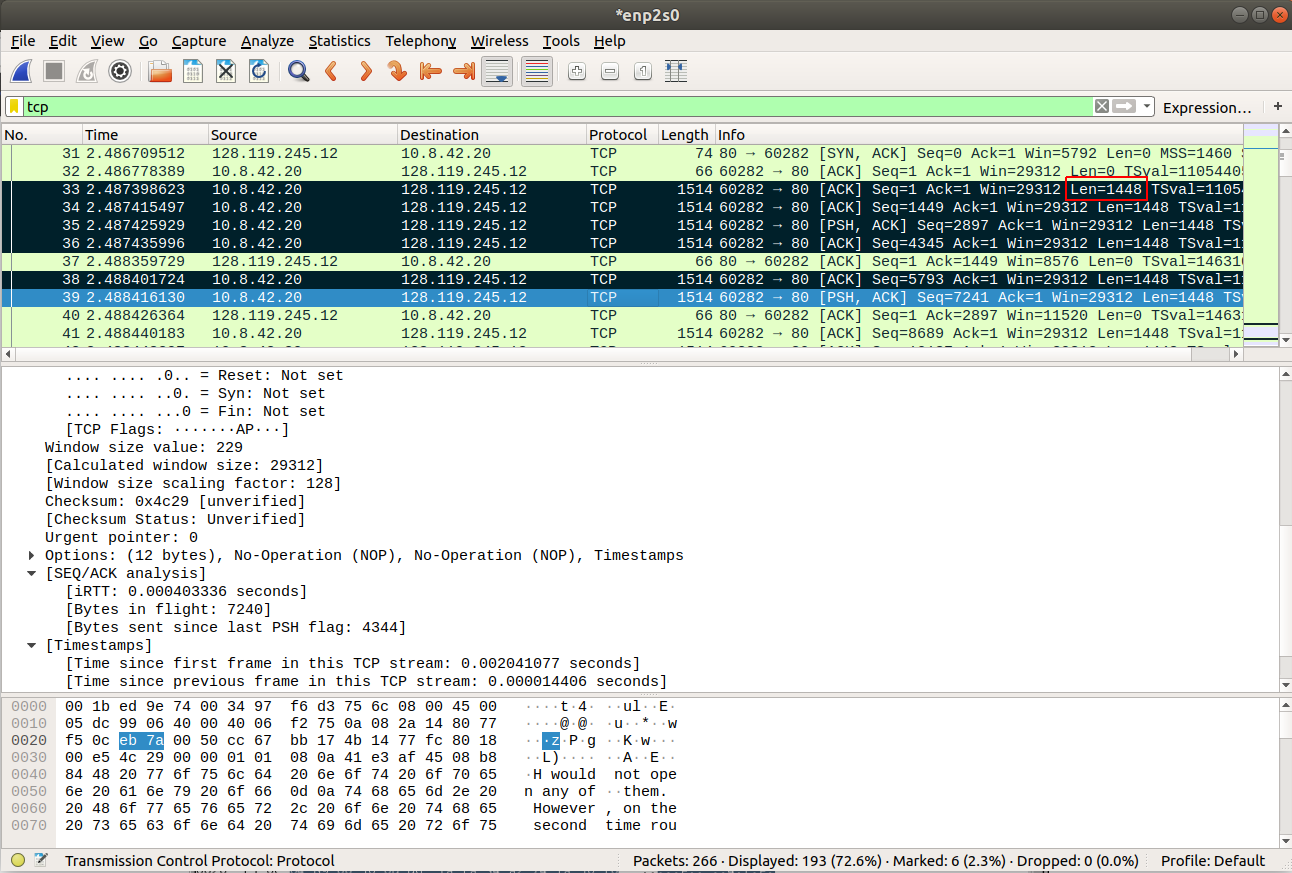 *enp2s0
File Edit View Go Capture Analyze Statistics Telephony Wireless Tools Help
tcp Expression… +
No. Time Source Destination Protocol Length Info
31 2.486709512 128.119.245.12 10.8.42.20 TCP 74 80 → 60282 [SYN, ACK] Seq=0 Ack=1 Win=5792 Len=0 MSS=1460
32 2.486778389 10.8.42.20 128.119.245.12 TCP 66 60282 → 80 [ACK] Seq=1 Ack=1 Win=29312 Len=0 TSval=11054405
33 2.487398623 10.8.42.20 128.119.245.12 TCP 1514 60282 → 80 [ACK] Seq=1 Ack=1 Win=29312 Len=1448 TSval=11054
34 2.487415497 10.8.42.20 128.119.245.12 TCP 1514 60282 → 80 [ACK] Seq=1449 Ack=1 Win=29312 Len=1448 TSval=11
35 2.487425929 10.8.42.20 128.119.245.12 TCP 1514 60282 → 80 [PSH, ACK] Seq=2897 Ack=1 Win=29312 Len=1448 TSv
36 2.487435996 10.8.42.20 128.119.245.12 TCP 1514 60282 → 80 [ACK] Seq=4345 Ack=1 Win=29312 Len=1448 TSval=11
37 2.488359729 128.119.245.12 10.8.42.20 TCP 66 80 → 60282 [ACK] Seq=1 Ack=1449 Win=8576 Len=0 TSval=146316
38 2.488401724 10.8.42.20 128.119.245.12 TCP 1514 60282 → 80 [ACK] Seq=5793 Ack=1 Win=29312 Len=1448 TSval=11
39 2.488416130 10.8.42.20 128.119.245.12 TCP 1514 60282 → 80 [PSH, ACK] Seq=7241 Ack=1 Win=29312 Len=1448 TSv
40 2.488426364 128.119.245.12 10.8.42.20 TCP 66 80 → 60282 [ACK] Seq=1 Ack=2897 Win=11520 Len=0 TSval=14631
41 2.488440183 10.8.42.20 128.119.245.12 TCP 1514 60282 → 80 [ACK] Seq=8689 Ack=1 Win=29312 Len=1448 TSval=11
.... .... .0.. = Reset: Not set
.... .... ..0. = Syn: Not set
.... .... ...0 = Fin: Not set
[TCP Flags: ·······AP···]
Window size value: 229
[Calculated window size: 29312]
[Window size scaling factor: 128]
Checksum: 0x4c29 [unverified]
[Checksum Status: Unverified]
Urgent pointer: 0
Options: (12 bytes), No-Operation (NOP), No-Operation (NOP), Timestamps
[SEQ/ACK analysis]
[iRTT: 0.000403336 seconds]
[Bytes in flight: 7240]
[Bytes sent since last PSH flag: 4344]
[Timestamps]
[Time since first frame in this TCP stream: 0.002041077 seconds]
[Time since previous frame in this TCP stream: 0.000014406 seconds]
0000 00 1b ed 9e 74 00 34 97 f6 d3 75 6c 08 00 45 00 ····t·4· ··ul··E·
0010 05 dc 99 06 40 00 40 06 f2 75 0a 08 2a 14 80 77 ····@·@· ·u··*··w
0020 f5 0c eb 7a 00 50 cc 67 bb 17 4b 14 77 fc 80 18 ···z·P·g ··K·w···
0030 00 e5 4c 29 00 00 01 01 08 0a 41 e3 af 45 08 b8 ··L)···· ··A··E··
0040 84 48 20 77 6f 75 6c 64 20 6e 6f 74 20 6f 70 65 ·H would not ope
0050 6e 20 61 6e 79 20 6f 66 0d 0a 74 68 65 6d 2e 20 n any of ··them.
0060 20 48 6f 77 65 76 65 72 2c 20 6f 6e 20 74 68 65 However , on the
0070 20 73 65 63 6f 6e 64 20 74 69 6d 65 20 72 6f 75 second time rou
Transmission Control Protocol: Protocol Packets: 266 · Displayed: 193 (72.6%) · Marked: 6 (2.3%) · Dropped: 0 (0.0%) Profile: Default